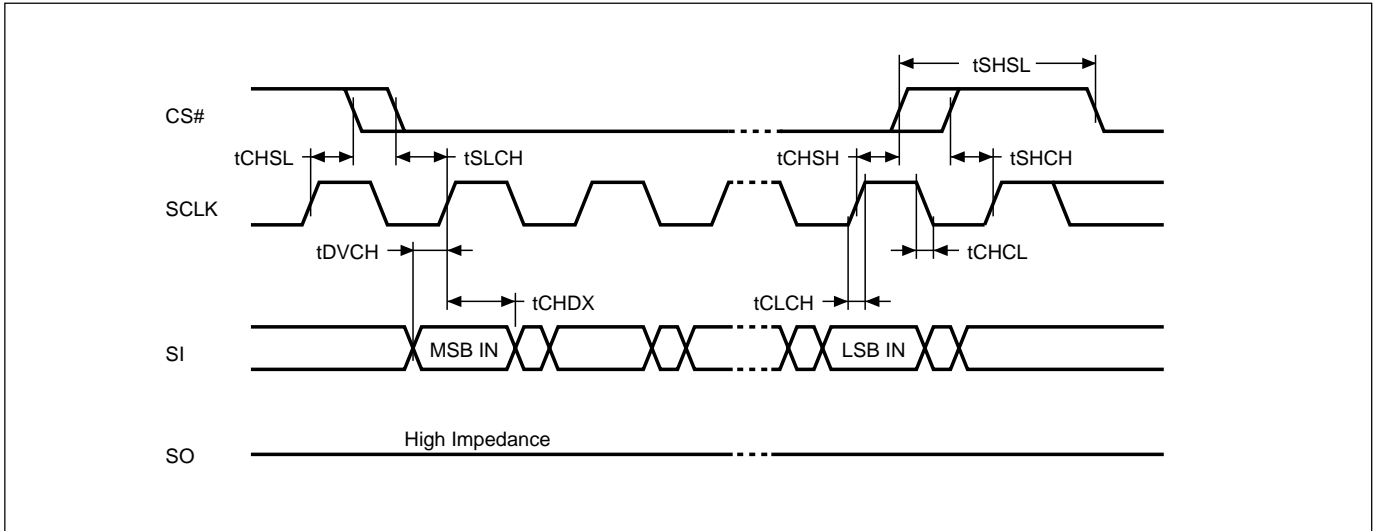 tSHSL
CS#
tCHSL
tSLCH
tCHSH
tSHCH
SCLK
tDVCH
tCHCL
tCHDX
tCLCH
SI
MSB IN
LSB IN
High Impedance
SO